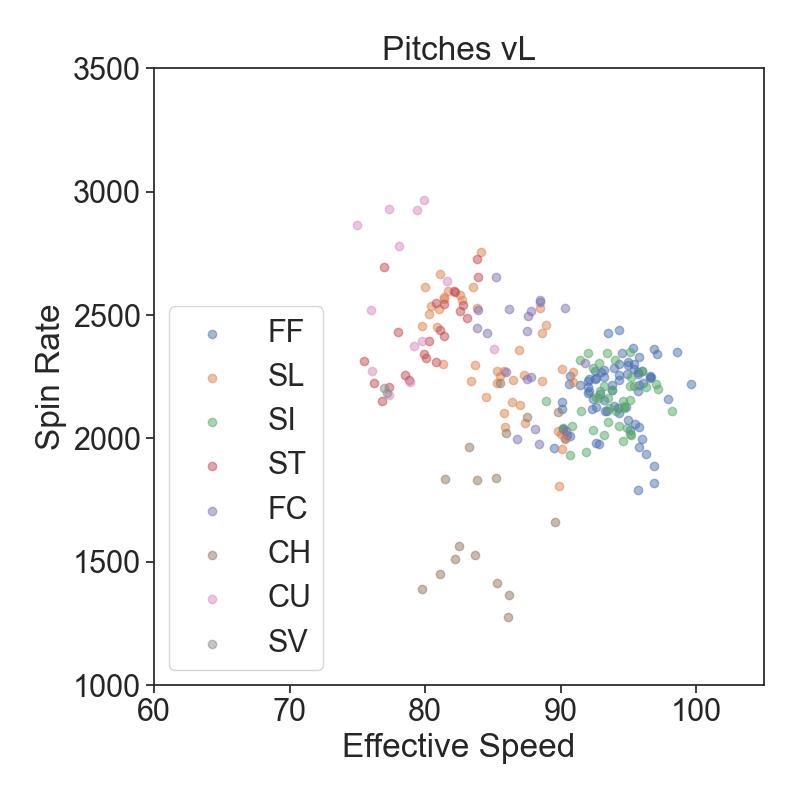 Pitches vL
3500
3000
2500
2000
1500
1000
Spin Rate
FF
SL
SI
ST
FC
CH
CU
SV
60 70 80 90 100
Effective Speed